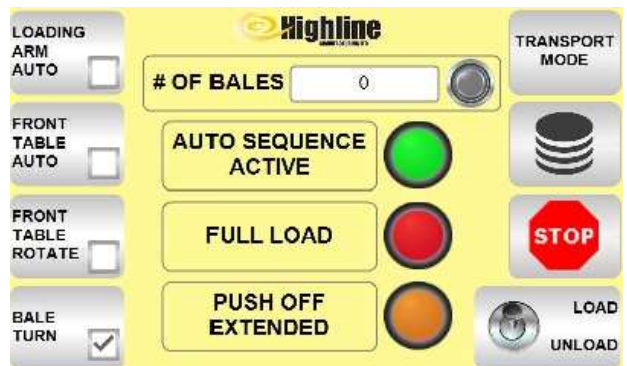 LOADING
ARM
AUTO
Highline
# OF BALES 0
TRANSPORT
MODE
FRONT
TABLE
AUTO
AUTO SEQUENCE
ACTIVE
FRONT
TABLE
ROTATE
FULL LOAD
STOP
BALE
TURN
PUSH OFF
EXTENDED
LOAD
UNLOAD